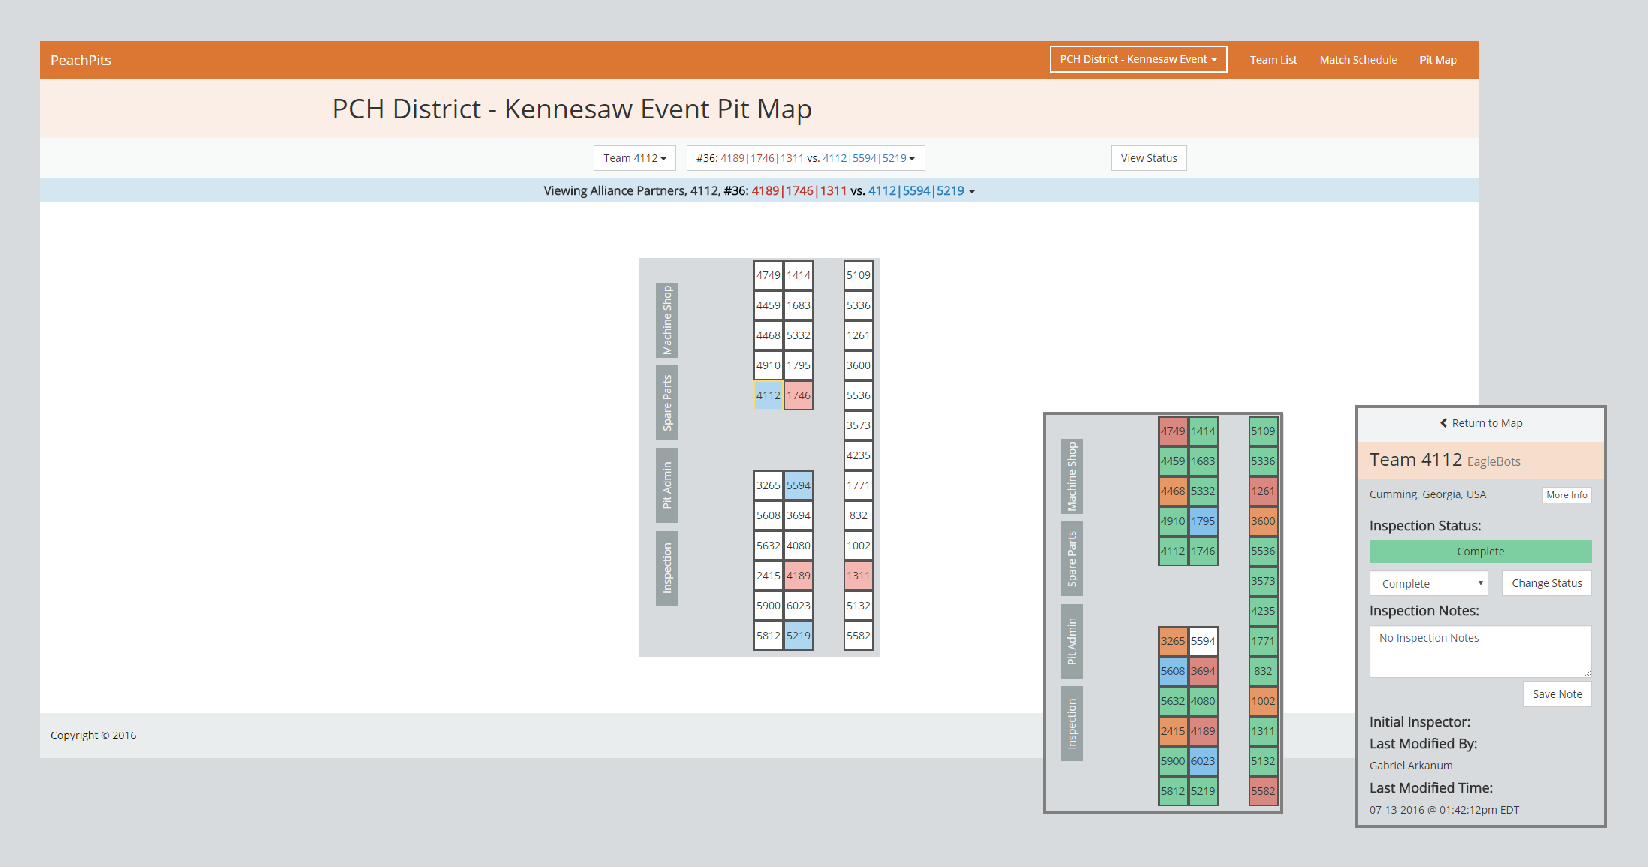 PeachPits
PCH District - Kennesaw Event
Team List
Match Schedule
Pit Map
PCH District - Kennesaw Event Pit Map
Team 4112
#36: 4189|1746|1311 vs. 4112|5594|5219
View Status
Viewing Alliance Partners, 4112, #36: 4189|1746|1311 vs. 4112|5594|5219
Machine Shop
Spare Parts
Pit Admin
Inspection
4749 1414 5109
4459 1683 5336
4468 5332 1261
4910 1795 3600
4112 1746 5536
3573
4235
3265 5594 1771
5608 3694 832
5632 4080 1002
2415 4189 1311
5900 6023 5132
5812 5219 5582
Copyright © 2016
Machine Shop
Spare Parts
Pit Admin
Inspection
4749 1414 5109
4459 1683 5336
4468 5332 1261
4910 1795 3600
4112 1746 5536
3573
4235
3265 5594 1771
5608 3694 832
5632 4080 1002
2415 4189 1311
5900 6023 5132
5812 5219 5582
Return to Map
Team 4112 EagleBots
Cumming, Georgia, USA
More Info
Inspection Status:
Complete
Complete
Change Status
Inspection Notes:
No Inspection Notes
Save Note
Initial Inspector:
Last Modified By:
Gabriel Arkanum
Last Modified Time:
07-13-2016 @ 01:42:12pm EDT